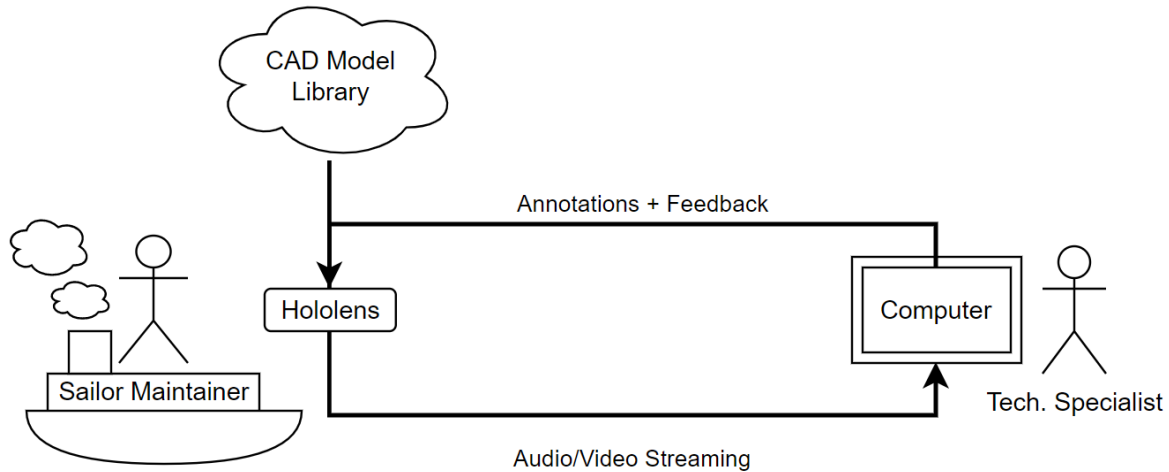 CAD Model
Library
Annotations + Feedback
Hololens
Computer
Sailor Maintainer
Tech. Specialist
Audio/Video Streaming